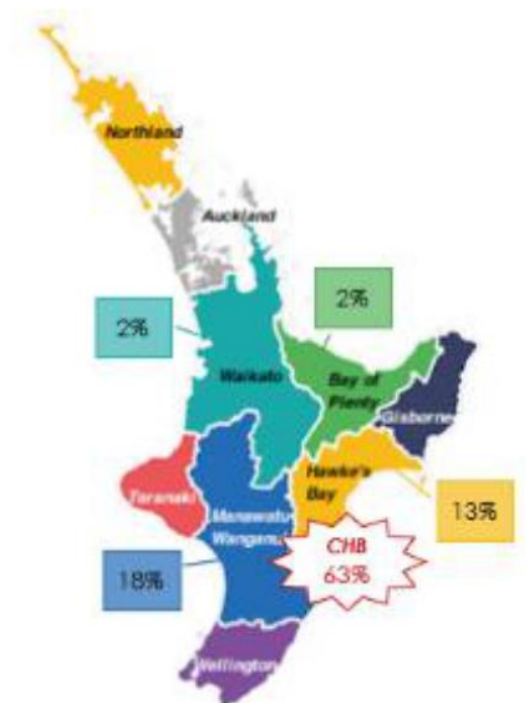 Northland
Auckland
2%
2%
Waikato
Bay of
Plenty
Gisborne
Hawke's
Bay
Taranaki
Manawatu
Wanganui
13%
CHB
63%
18%
Wellington